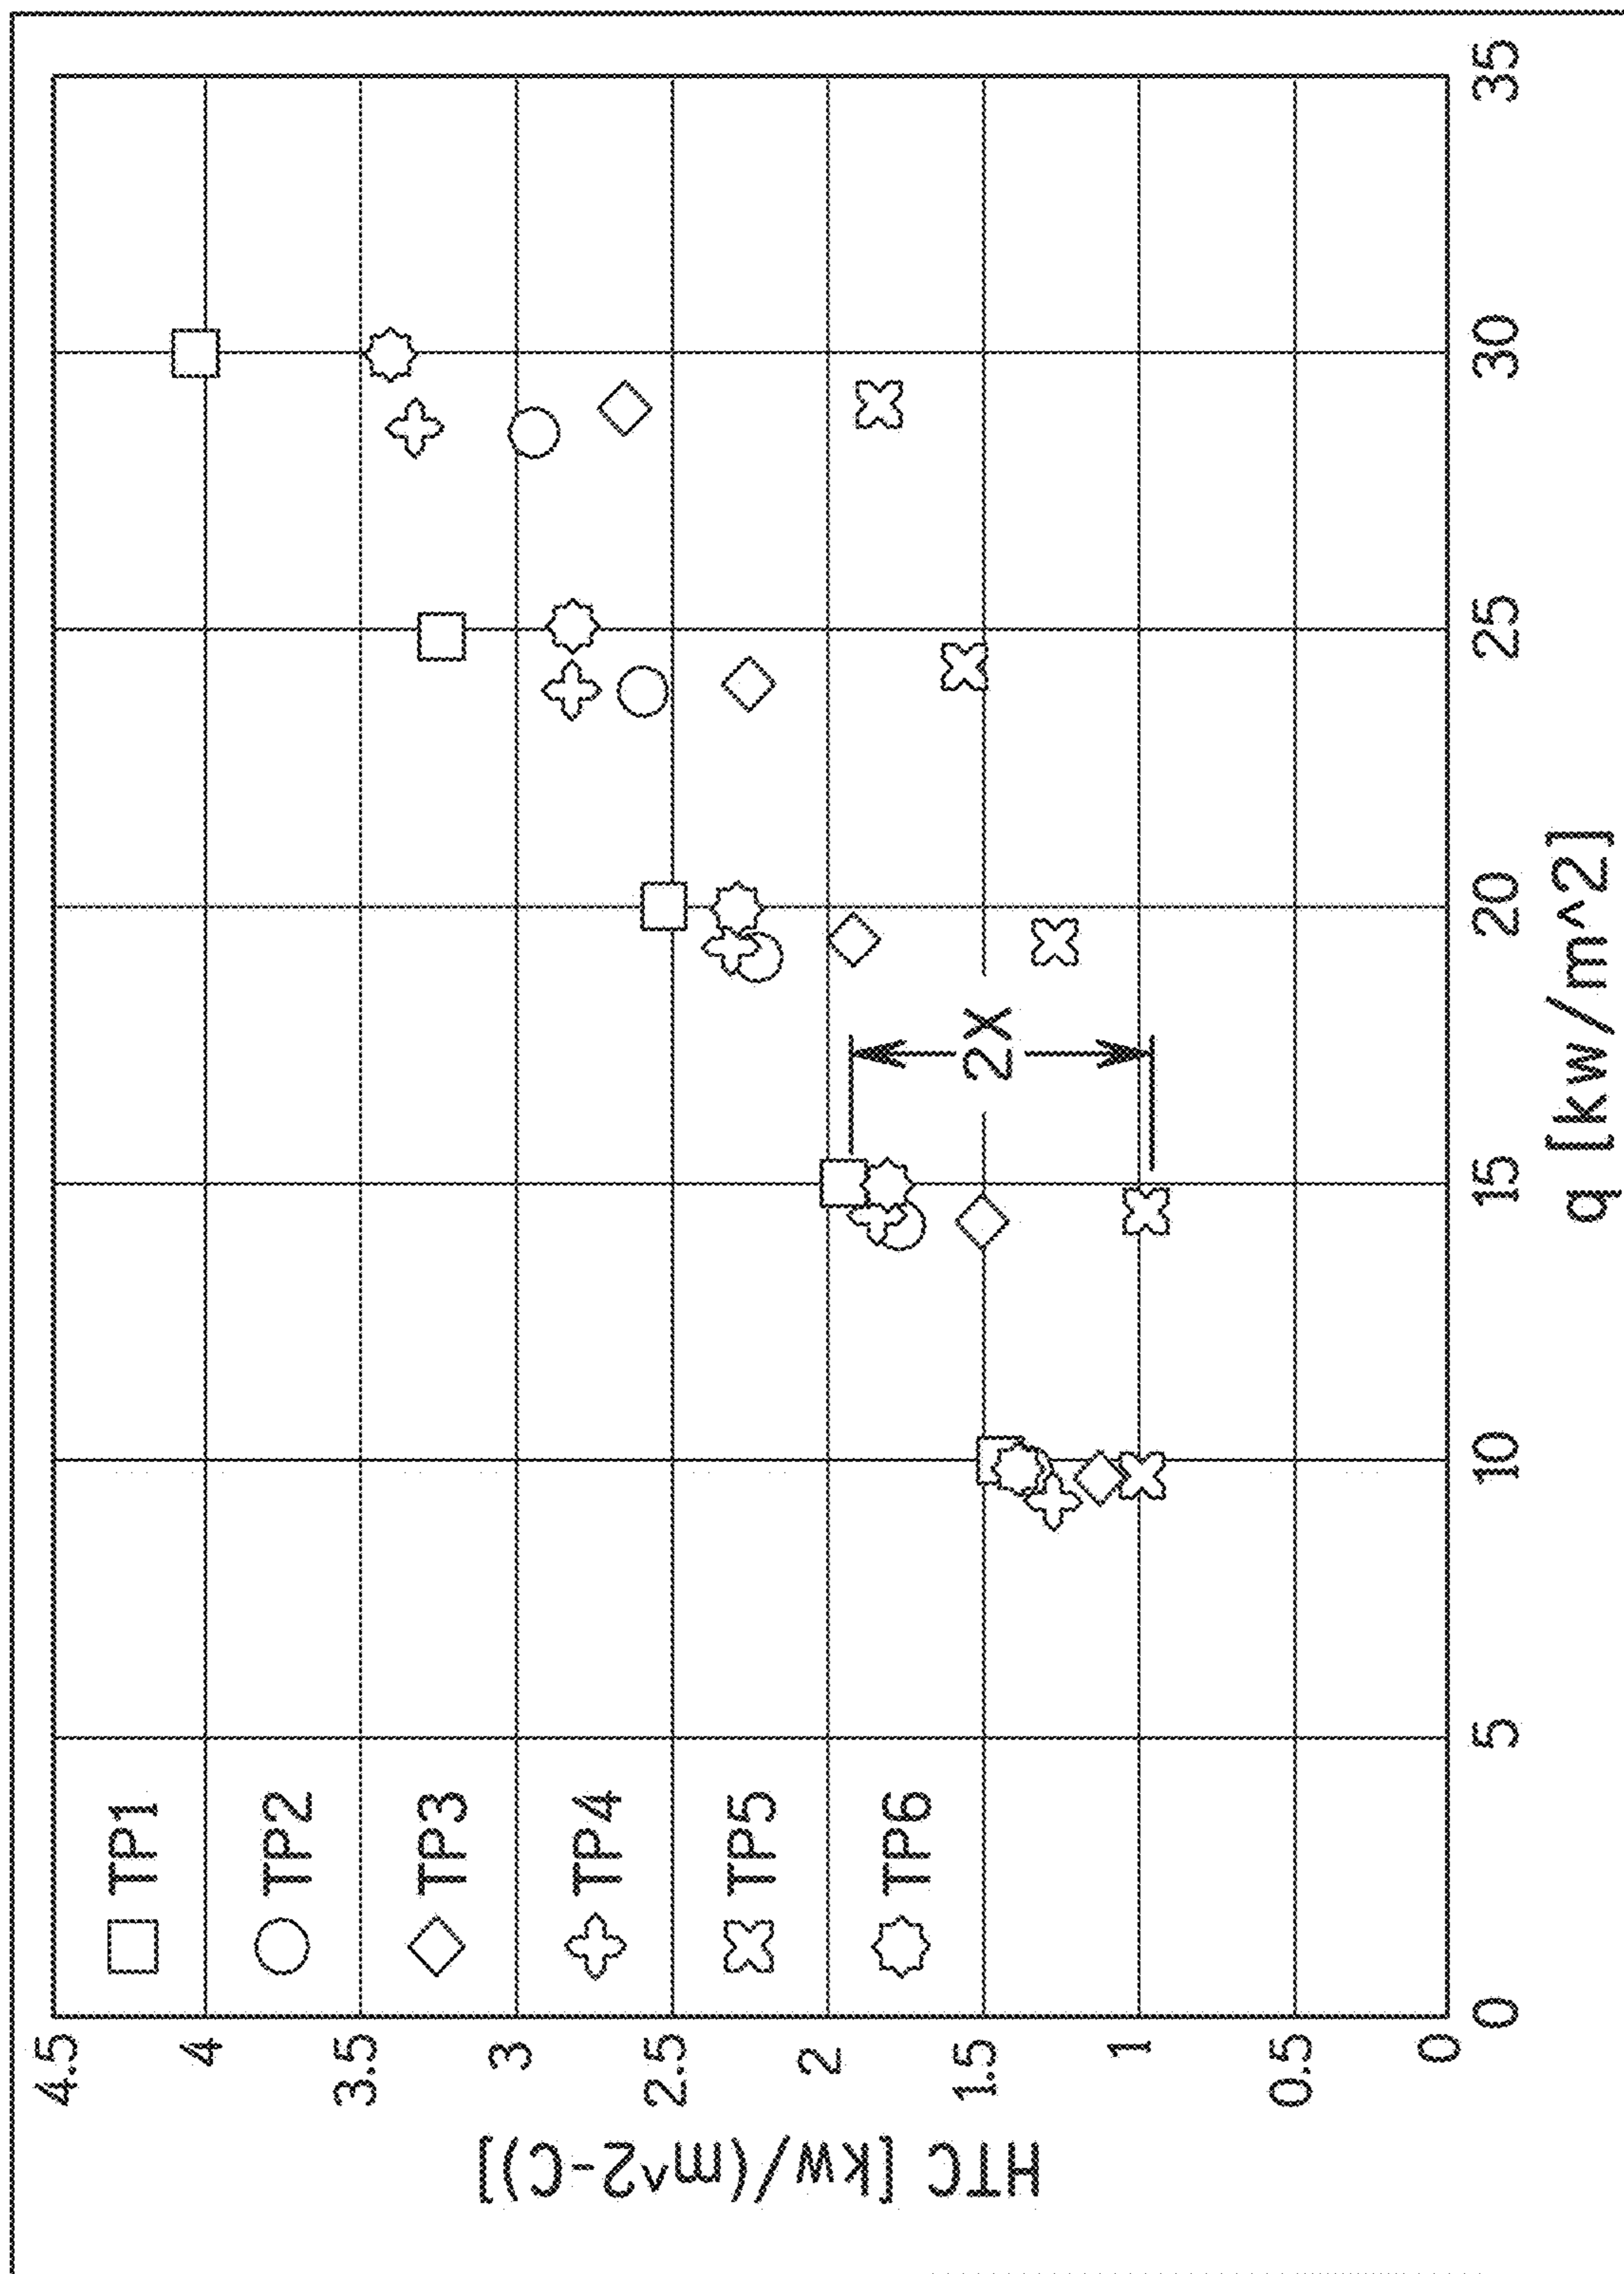 4.5
4
3.5
3
2.5
2
1.5
1
0.5
0
HTC [kw/(m^2-C)]
TP1
TP2
TP3
TP4
TP5
TP6
2X
0 5 10 15 20 25 30 35
q [kw/m^2]